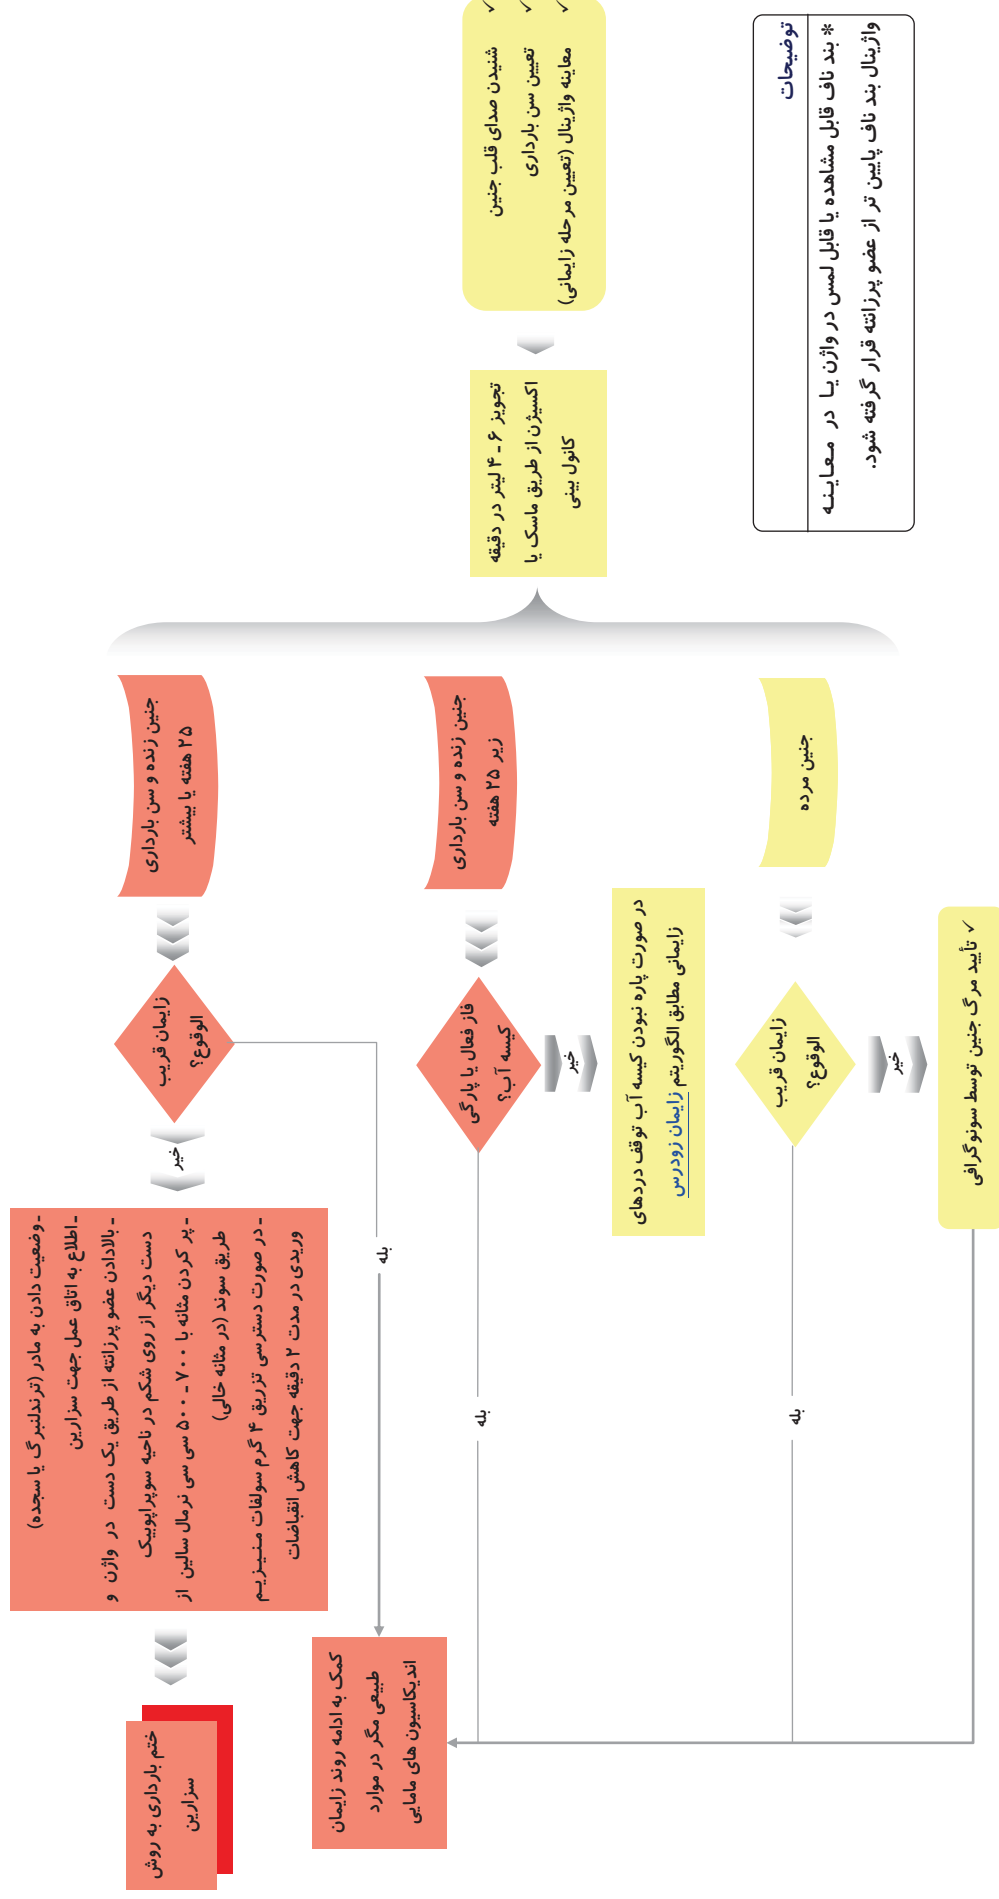 ✓ شنیدن صدای قلب جنین
✓ تعیین سن بارداری
✓ معاینه واژینال (تعیین مرحله زایمانی)
توضیحات
* بند ناف قابل مشاهده یا قابل لمس در واژن یـا در مـعـایـنـه
واژینال بند ناف پایین تر از عضو پرزانته قرار گرفته شود.
تجویز ۶ ـ ۴ لیتر در دقیقه
اکسیژن از طریق ماسک یا
کانول بینی
جنین زنده و سن بارداری
۲۵ هفته یا بیشتر
جنین زنده و سن بارداری
زیر ۲۵ هفته
جنین مرده
زایمان قریب
الوقوع؟
خیر
بله
فاز فعال یا پارگی
کیسه آب؟
خیر
بله
در صورت پاره نبودن کیسه آب توقف دردهای
زایمانی مطابق الگوریتم زایمان زودرس
زایمان قریب
الوقوع؟
خیر
بله
✓ تأیید مرگ جنین توسط سونوگرافی
ـ وضعیت دادن به مادر (ترندلنبرگ یا سجده)
ـ اطلاع به اتاق عمل جهت سزارین
ـ بالادادن عضو پرزانته از طریق یک دست در واژن و
دست دیگر از روی شکم در ناحیه سوپراپوبیک
ـ پر کردن مثانه با ۷۰۰ ـ ۵۰۰ سی سی نرمال سالین از
طریق سوند (در مثانه خالی)
ـ در صورت دسترسی تزریق ۴ گرم سولفات مـنـیـزیـم
وریدی در مدت ۲ دقیقه جهت کاهش انقباضات
ختم بارداری به روش
سزارین
کمک به ادامه روند زایمان
طبیعی مگر در موارد
اندیکاسیون های مامایی